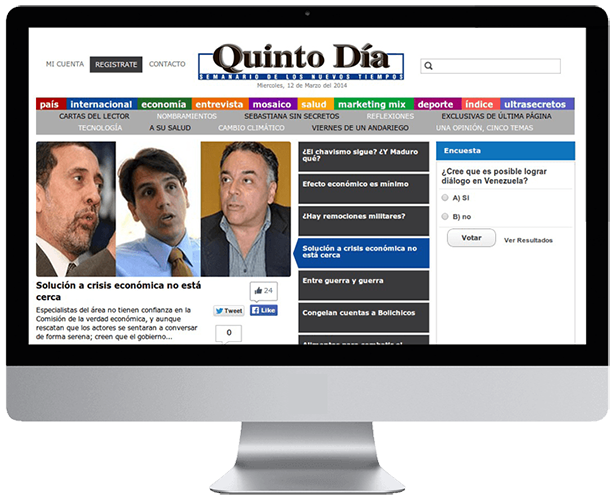 MI CUENTA REGISTRATE CONTACTO
Quinto Día
SEMANARIO DE LOS NUEVOS TIEMPOS
Miercoles, 12 de Marzo del 2014
país internacional economía entrevista mosaico salud marketing mix deporte índice ultrasecretos
CARTAS DEL LECTOR NOMBRAMIENTOS SEBASTIANA SIN SECRETOS REFLEXIONES EXCLUSIVAS DE ÚLTIMA PÁGINA
TECNOLOGÍA A SU SALUD CAMBIO CLIMÁTICO VIERNES DE UN ANDARIEGO UNA OPINIÓN, CINCO TEMAS
Solución a crisis económica no está
cerca
Especialistas del área no tienen confianza en la
Comisión de la verdad económica, y aunque
rescatan que los actores se sentaran a conversar
de forma serena; creen que el gobierno...
24
Tweet
Like
0
¿El chavismo sigue? ¿Y Maduro
qué?
Efecto económico es mínimo
¿Hay remociones militares?
Solución a crisis económica no
está cerca
Entre guerra y guerra
Congelan cuentas a Bolichicos
Encuesta
¿Cree que es posible lograr
diálogo en Venezuela?
A) Si
B) no
Votar
Ver Resultados